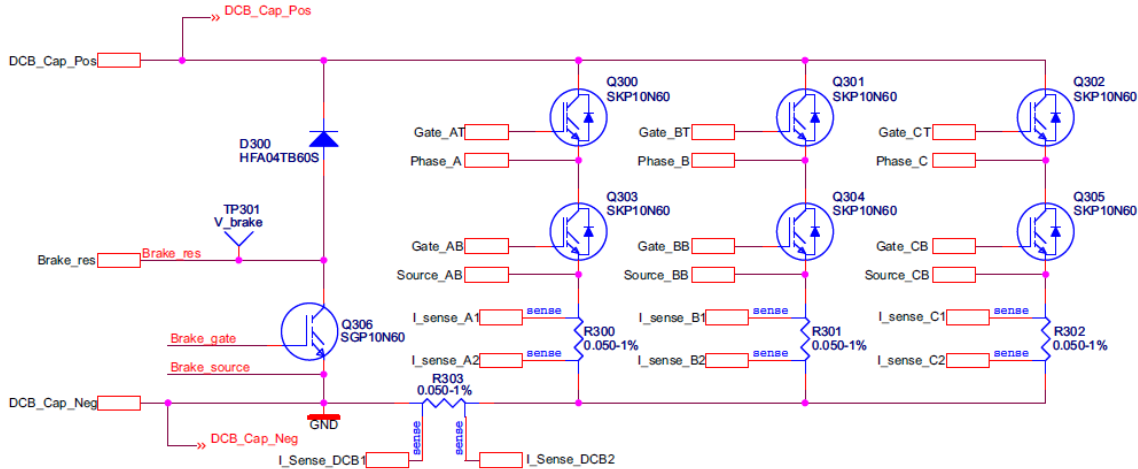 DCB_Cap_Pos
DCB_Cap_Pos
Q300
SKP10N60
Q301
SKP10N60
Q302
SKP10N60
Gate_AT
Gate_BT
Gate_CT
D300
HFA04TB60S
Phase_A
Phase_B
Phase_C
Q303
SKP10N60
Q304
SKP10N60
Q305
SKP10N60
TP301
V_brake
Gate_AB
Gate_BB
Gate_CB
Brake_res
Brake_res
Source_AB
Source_BB
Source_CB
I_sense_A1
sense
I_sense_B1
sense
I_sense_C1
sense
Q306
SGP10N60
R300
0.050-1%
R301
0.050-1%
R302
0.050-1%
Brake_gate
I_sense_A2
sense
I_sense_B2
sense
I_sense_C2
sense
Brake_source
R303
0.050-1%
DCB_Cap_Neg
GND
DCB_Cap_Neg
sense
sense
I_Sense_DCB1
I_Sense_DCB2